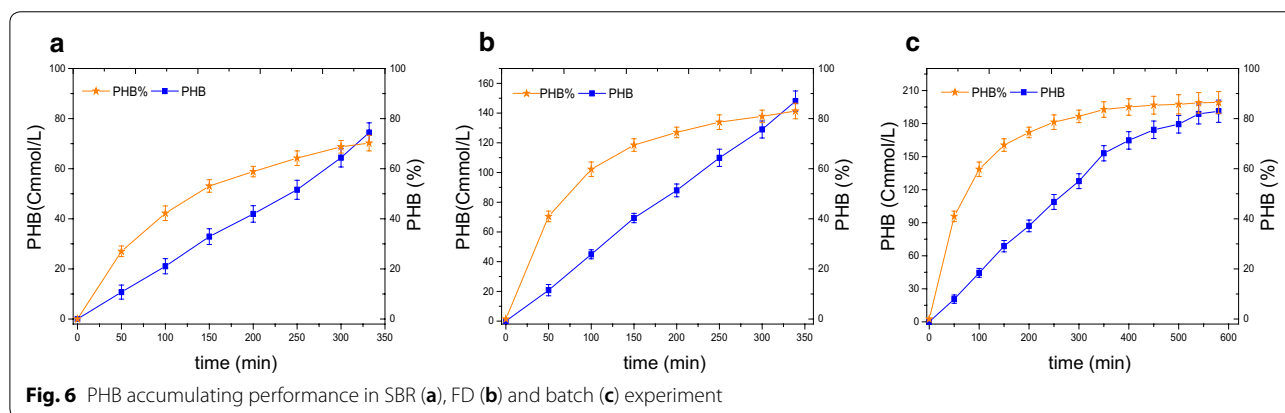 a
PHB(Cmmol/L)
100
80
60
40
20
0
PHB%
PHB
100
80
60
40
20
0
PHB (%)
0 50 100 150 200 250 300 350
time (min)
b
PHB(Cmmol/L)
160
140
120
100
80
60
40
20
0
PHB%
PHB
100
80
60
40
20
0
PHB (%)
0 50 100 150 200 250 300 350
time (min)
c
PHB (Cmmol/L)
210
180
150
120
90
60
30
0
PHB%
PHB
100
80
60
40
20
0
PHB (%)
0 100 200 300 400 500 600
time (min)
Fig. 6 PHB accumulating performance in SBR (a), FD (b) and batch (c) experiment